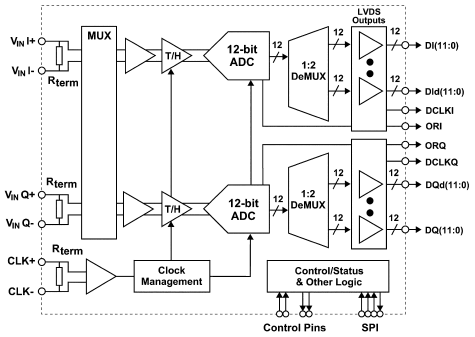 LVDS
Outputs
VIN I+
MUX
T/H
12-bit
ADC
12
1:2
DeMUX
12
12
DI(11:0)
VIN I-
Rterm
12
12
DId(11:0)
DCLKI
ORI
ORQ
DCLKQ
Rterm
VIN Q+
T/H
12-bit
ADC
12
1:2
DeMUX
12
12
DQd(11:0)
VIN Q-
12
12
DQ(11:0)
Rterm
CLK+
CLK-
Clock
Management
Control/Status
& Other Logic
Control Pins
SPI